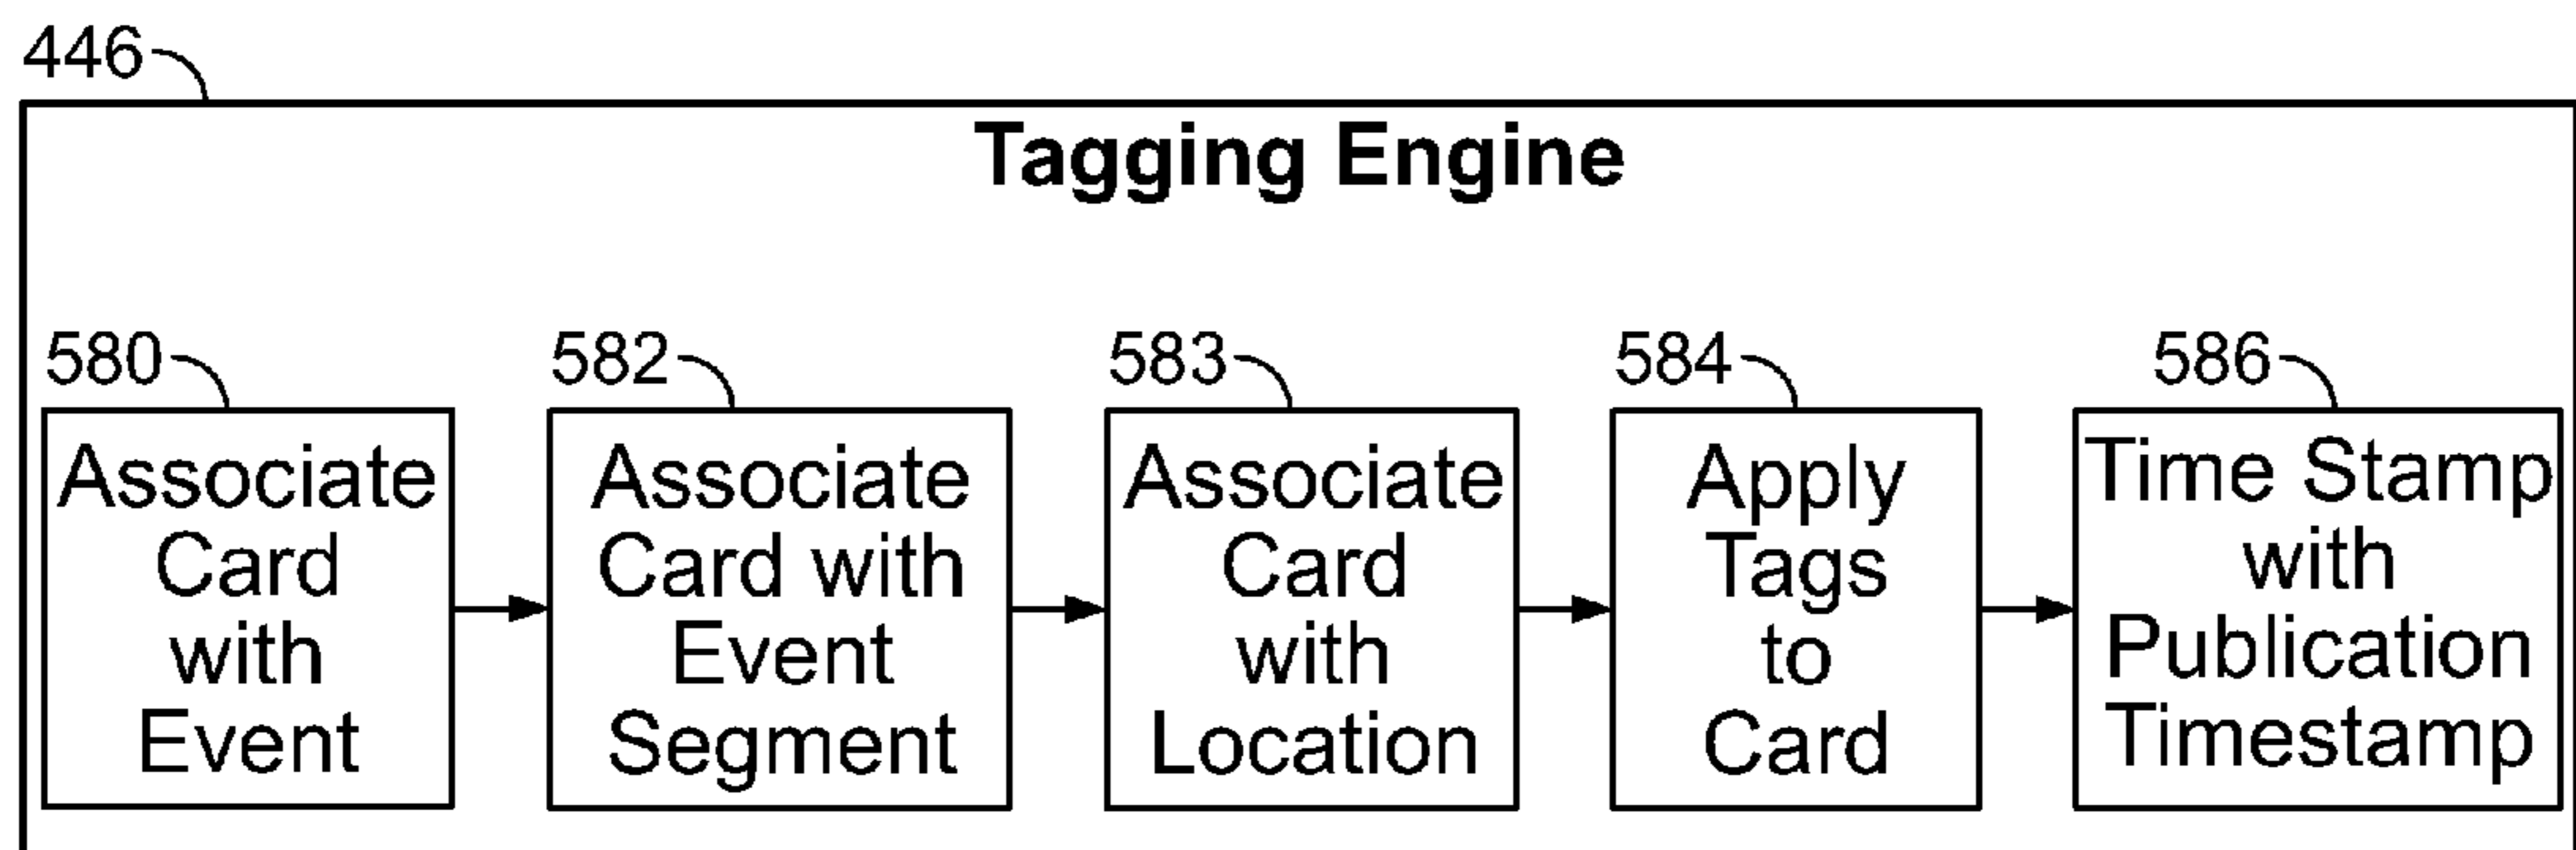 446
Tagging Engine
580
582
583
584
586
Associate
Card
with
Event
Associate
Card with
Event
Segment
Associate
Card
with
Location
Apply
Tags
to
Card
Time Stamp
with
Publication
Timestamp